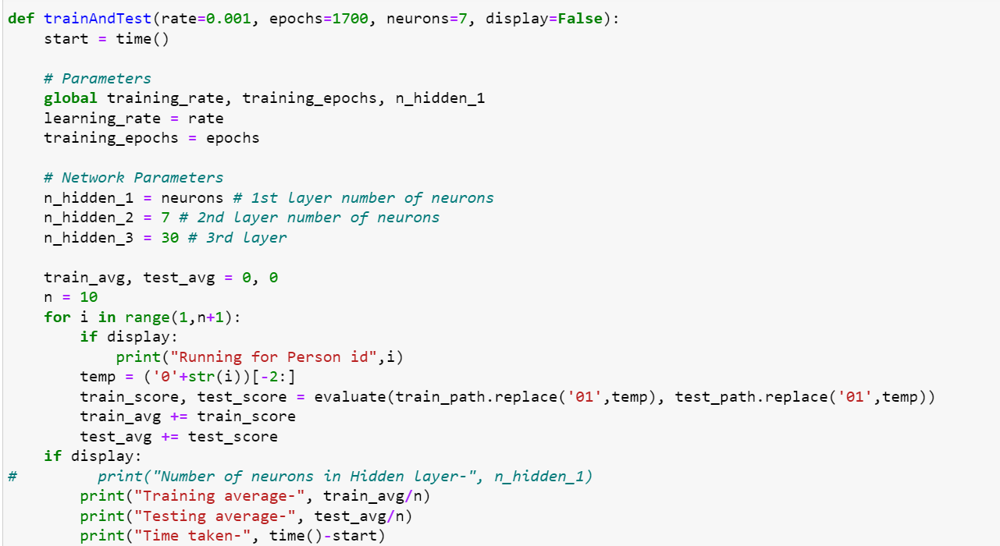 def trainAndTest(rate=0.001, epochs=1700, neurons=7, display=False):
    start = time()

    # Parameters
    global training_rate, training_epochs, n_hidden_1
    learning_rate = rate
    training_epochs = epochs

    # Network Parameters
    n_hidden_1 = neurons # 1st layer number of neurons
    n_hidden_2 = 7 # 2nd layer number of neurons
    n_hidden_3 = 30 # 3rd layer

    train_avg, test_avg = 0, 0
    n = 10
    for i in range(1,n+1):
        if display:
            print("Running for Person id",i)
        temp = ('0'+str(i))[-2:]
        train_score, test_score = evaluate(train_path.replace('01',temp), test_path.replace('01',temp))
        train_avg += train_score
        test_avg += test_score
    if display:
#         print("Number of neurons in Hidden layer-", n_hidden_1)
        print("Training average-", train_avg/n)
        print("Testing average-", test_avg/n)
        print("Time taken-", time()-start)